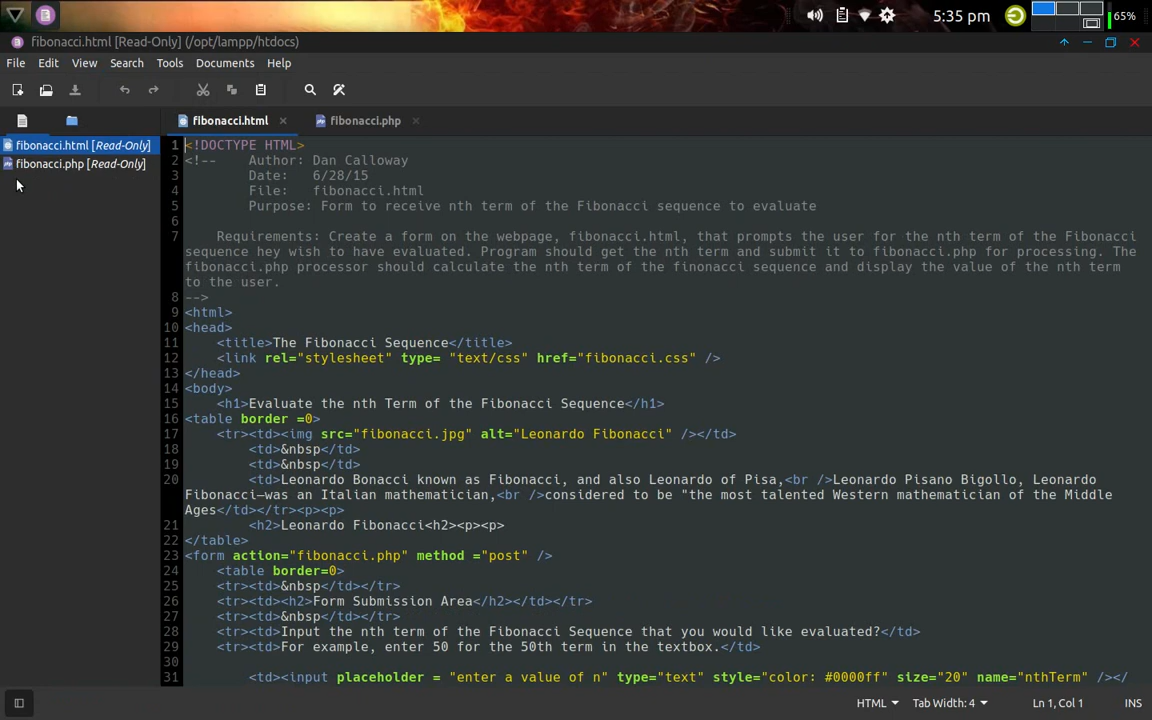 5:35 pm
65%
fibonacci.html [Read-Only] (/opt/lampp/htdocs)
File Edit View Search Tools Documents Help
fibonacci.html
fibonacci.php
fibonacci.html [Read-Only]
fibonacci.php [Read-Only]
1 <!DOCTYPE HTML>
2 <!-- Author: Dan Calloway
3 Date: 6/28/15
4 File: fibonacci.html
5 Purpose: Form to receive nth term of the Fibonacci sequence to evaluate
6
7 Requirements: Create a form on the webpage, fibonacci.html, that prompts the user for the nth term of the Fibonacci
sequence hey wish to have evaluated. Program should get the nth term and submit it to fibonacci.php for processing. The
fibonacci.php processor should calculate the nth term of the finonacci sequence and display the value of the nth term
to the user.
8 -->
9 <html>
10 <head>
11 <title>The Fibonacci Sequence</title>
12 <link rel="stylesheet" type= "text/css" href="fibonacci.css" />
13 </head>
14 <body>
15 <h1>Evaluate the nth Term of the Fibonacci Sequence</h1>
16 <table border =0>
17 <tr><td><img src="fibonacci.jpg" alt="Leonardo Fibonacci" /></td>
18 <td>&nbsp</td>
19 <td>&nbsp</td>
20 <td>Leonardo Bonacci known as Fibonacci, and also Leonardo of Pisa,<br />Leonardo Pisano Bigollo, Leonardo
Fibonacci—was an Italian mathematician,<br />considered to be "the most talented Western mathematician of the Middle
Ages</td></tr><p><p>
21 <h2>Leonardo Fibonacci<h2><p><p>
22 </table>
23 <form action="fibonacci.php" method ="post" />
24 <table border=0>
25 <tr><td>&nbsp</td></tr>
26 <tr><td><h2>Form Submission Area</h2></td></tr>
27 <tr><td>&nbsp</td></tr>
28 <tr><td>Input the nth term of the Fibonacci Sequence that you would like evaluated?</td>
29 <tr><td>For example, enter 50 for the 50th term in the textbox.</td>
30
31 <td><input placeholder = "enter a value of n" type="text" style="color: #0000ff" size="20" name="nthTerm" /></
HTML Tab Width: 4 Ln 1, Col 1 INS